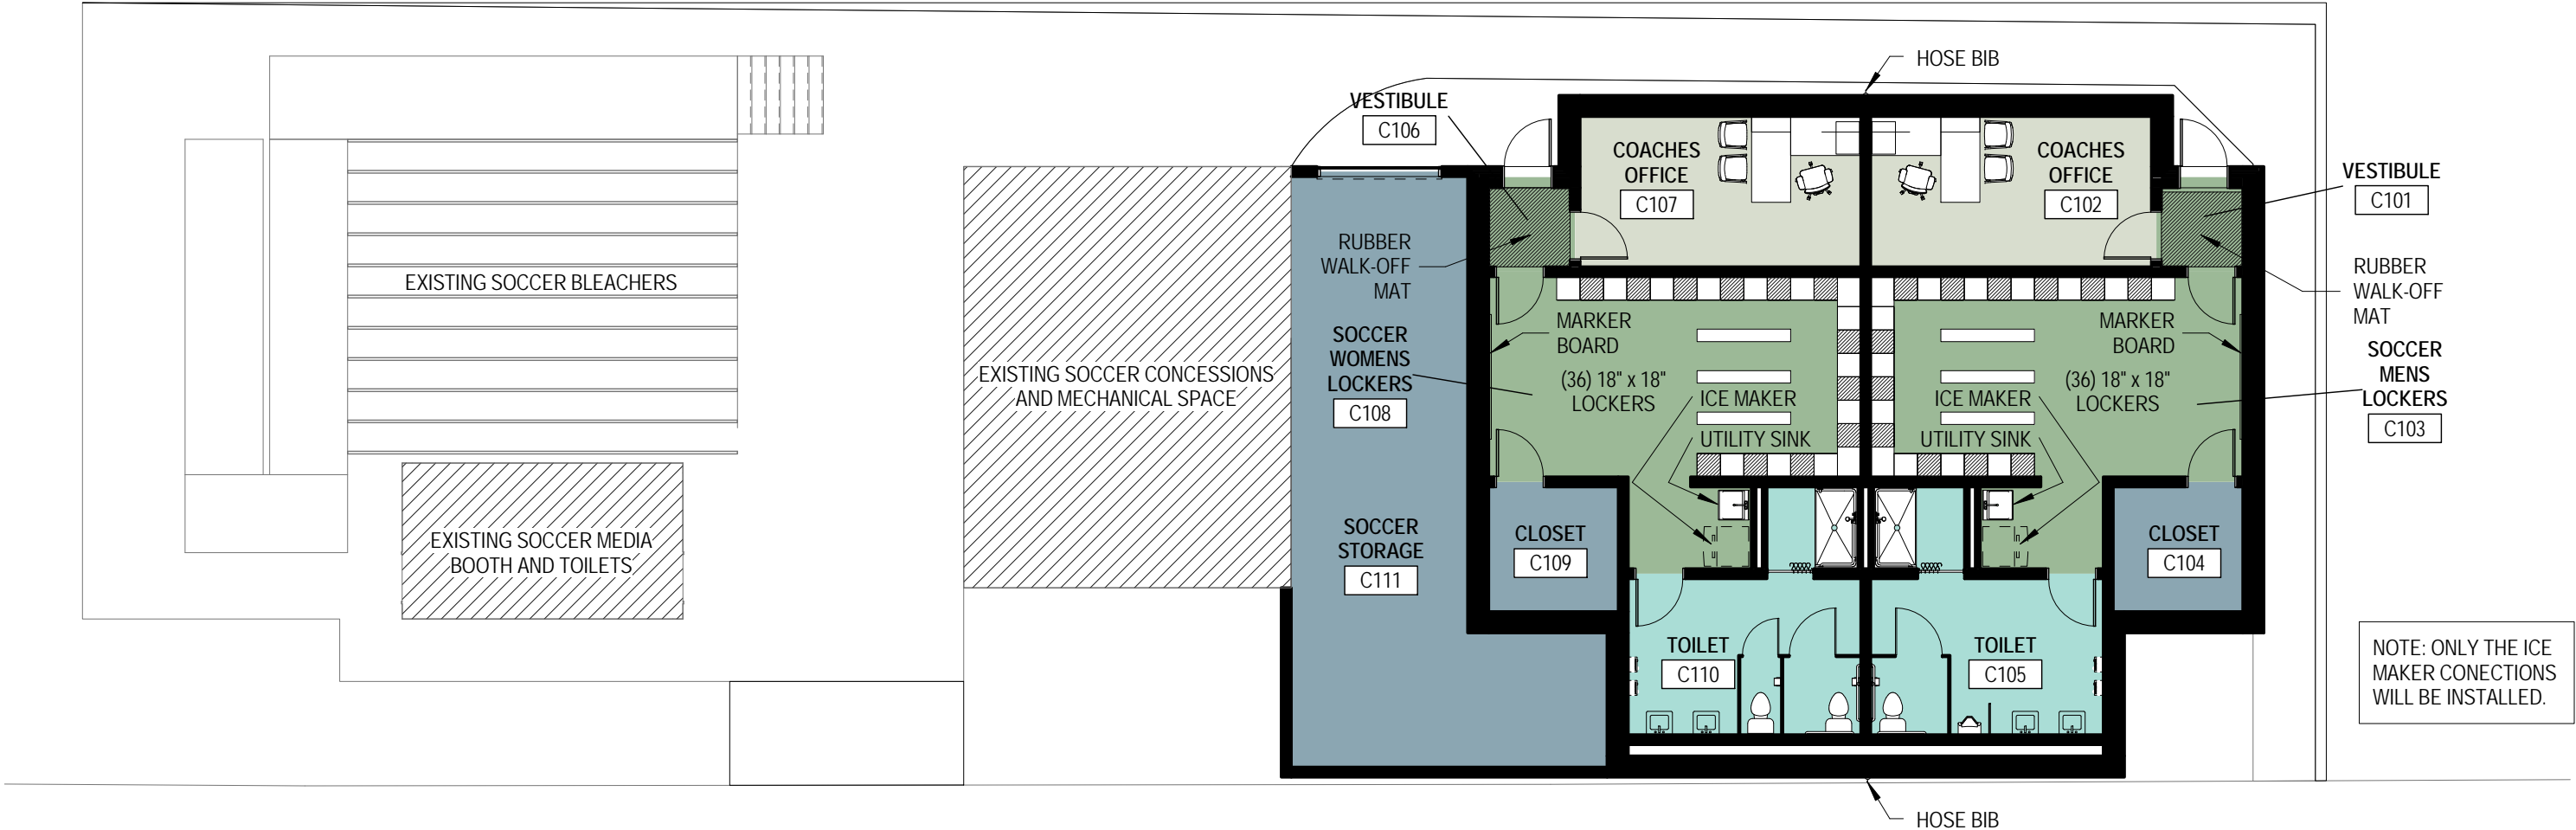 HOSE BIB
VESTIBULE
C106
COACHES
OFFICE
C107
COACHES
OFFICE
C102
VESTIBULE
C101
RUBBER
WALK-OFF
MAT
RUBBER
WALK-OFF
MAT
EXISTING SOCCER BLEACHERS
EXISTING SOCCER CONCESSIONS
AND MECHANICAL SPACE
SOCCER
WOMENS
LOCKERS
C108
MARKER
BOARD
(36) 18" x 18"
LOCKERS
ICE MAKER
UTILITY SINK
MARKER
BOARD
(36) 18" x 18"
LOCKERS
ICE MAKER
UTILITY SINK
SOCCER
MENS
LOCKERS
C103
EXISTING SOCCER MEDIA
BOOTH AND TOILETS
SOCCER
STORAGE
C111
CLOSET
C109
CLOSET
C104
TOILET
C110
TOILET
C105
NOTE: ONLY THE ICE
MAKER CONECTIONS
WILL BE INSTALLED.
HOSE BIB